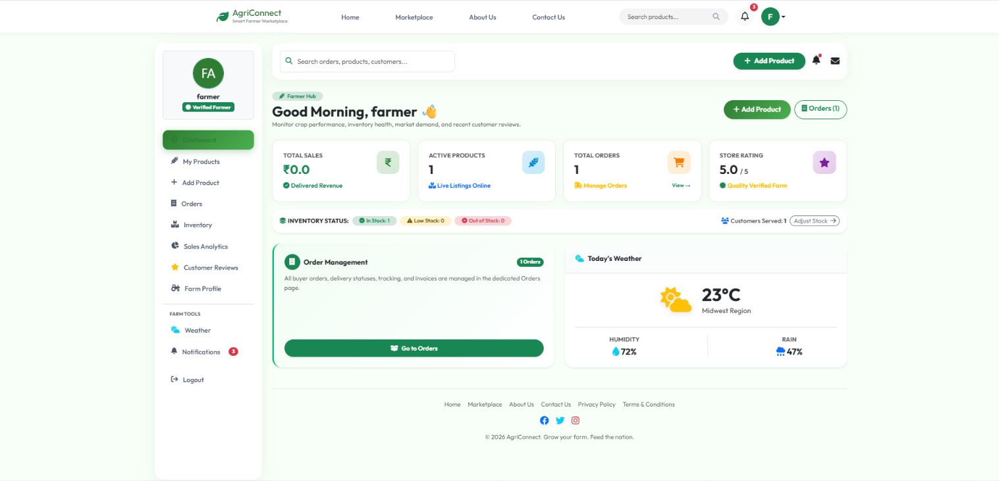 AgriConnect
Smart Farmer Marketplace
Home
Marketplace
About Us
Contact Us
Search products...
3
F
FA
farmer
Verified Farmer
Dashboard
My Products
Add Product
Orders
Inventory
Sales Analytics
Customer Reviews
Farm Profile
FARM TOOLS
Weather
Notifications 3
Logout
Search orders, products, customers...
+ Add Product
Farmer Hub
Good Morning, farmer 👋
Monitor crop performance, inventory health, market demand, and recent customer reviews.
+ Add Product
Orders (1)
TOTAL SALES
₹0.0
Delivered Revenue
₹
ACTIVE PRODUCTS
1
Live Listings Online
TOTAL ORDERS
1
Manage Orders
View →
STORE RATING
5.0 / 5
Quality Verified Farm
INVENTORY STATUS:
In Stock: 1
Low Stock: 0
Out of Stock: 0
Customers Served: 1
Adjust Stock →
Order Management
1 Orders
All buyer orders, delivery statuses, tracking, and invoices are managed in the dedicated Orders
page.
Go to Orders
Today's Weather
23°C
Midwest Region
HUMIDITY
72%
RAIN
47%
Home Marketplace About Us Contact Us Privacy Policy Terms & Conditions
© 2026 AgriConnect. Grow your farm. Feed the nation.